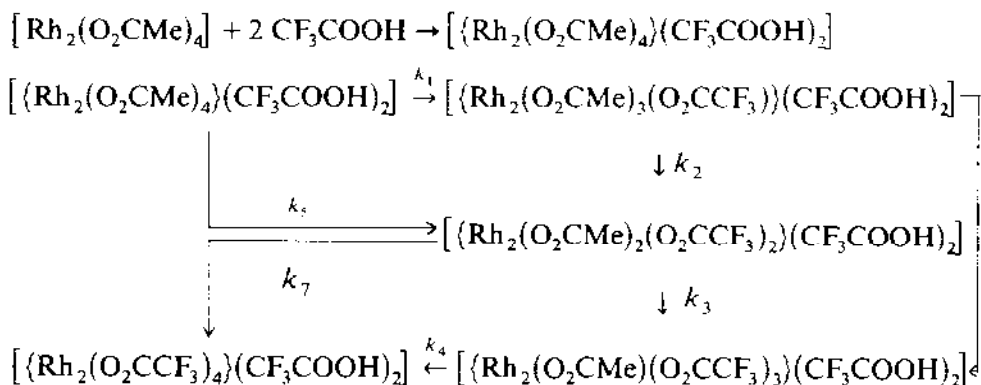 [Rh₂(O₂CMe)₄] + 2 CF₃COOH → [{Rh₂(O₂CMe)₄}(CF₃COOH)₂]
[{Rh₂(O₂CMe)₄}(CF₃COOH)₂] k₁ → [{Rh₂(O₂CMe)₃(O₂CCF₃)}(CF₃COOH)₂]
↓ k₂
k₅ [{Rh₂(O₂CMe)₂(O₂CCF₃)₂}(CF₃COOH)₂]
k₇ ↓ k₃
[{Rh₂(O₂CCF₃)₄}(CF₃COOH)₂] k₄ ← [{Rh₂(O₂CMe)(O₂CCF₃)₃}(CF₃COOH)₂]